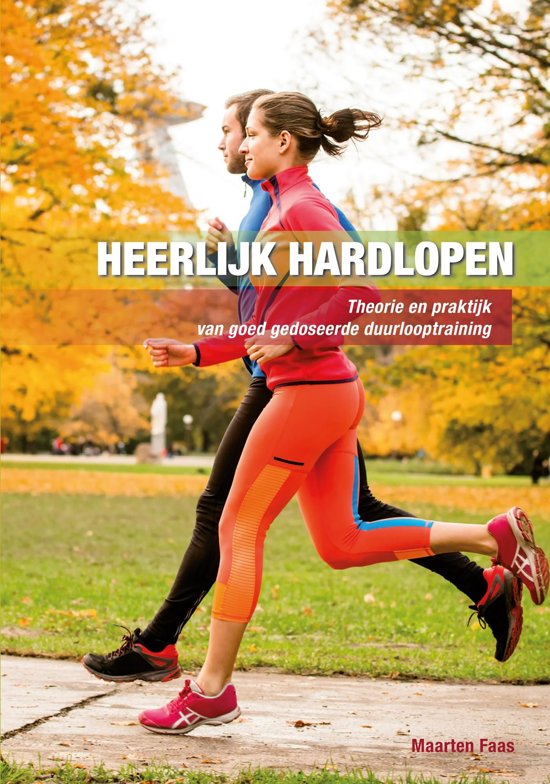 HEERLIJK HARDLOPEN
Theorie en praktijk
van goed gedoseerde duurlooptraining
Maarten Faas